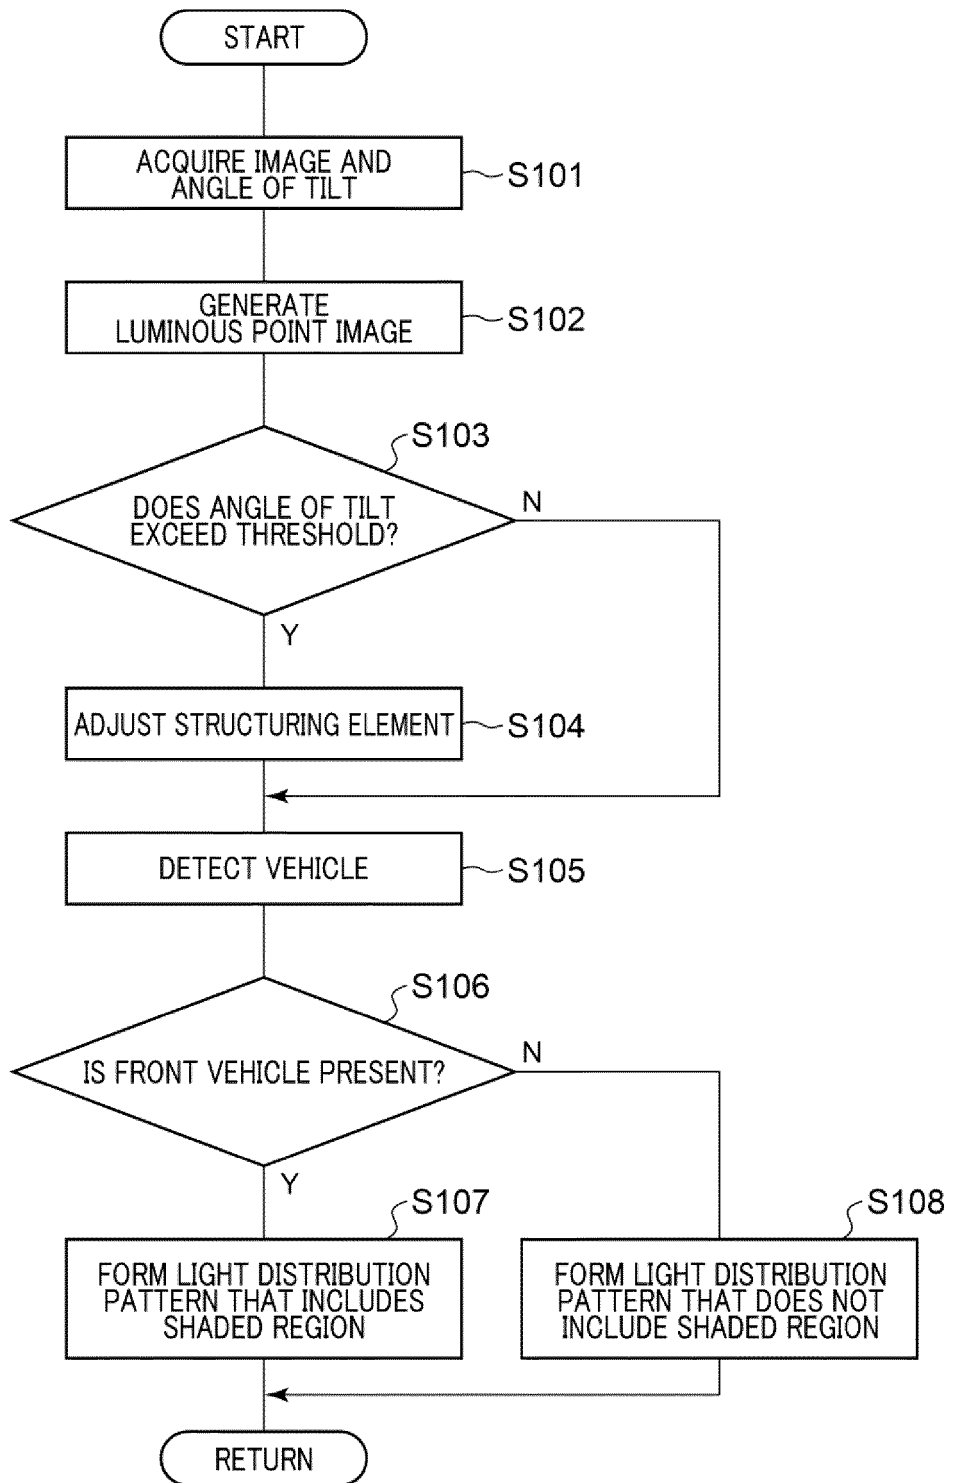 START
ACQUIRE IMAGE AND
ANGLE OF TILT
S101
GENERATE
LUMINOUS POINT IMAGE
S102
S103
DOES ANGLE OF TILT
EXCEED THRESHOLD?
N
Y
ADJUST STRUCTURING ELEMENT
S104
DETECT VEHICLE
S105
S106
IS FRONT VEHICLE PRESENT?
N
Y
S107
FORM LIGHT DISTRIBUTION
PATTERN THAT INCLUDES
SHADED REGION
S108
FORM LIGHT DISTRIBUTION
PATTERN THAT DOES NOT
INCLUDE SHADED REGION
RETURN